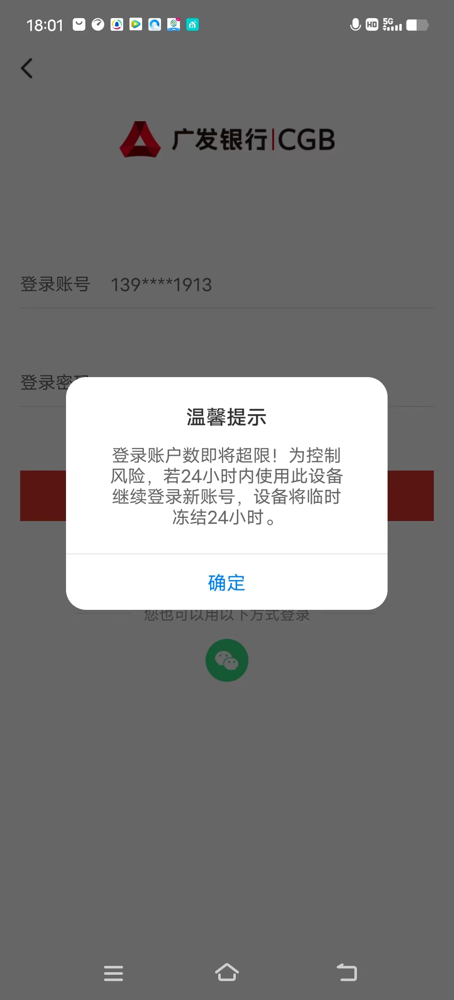 18:01
HD 5G
广发银行|CGB
登录账号 139****1913
登录密码
温馨提示
登录账户数即将超限！为控制
风险，若24小时内使用此设备
继续登录新账号，设备将临时
冻结24小时。
确定
您也可以用以下方式登录